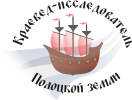 Краевед-исследователь
Полоцкой земли